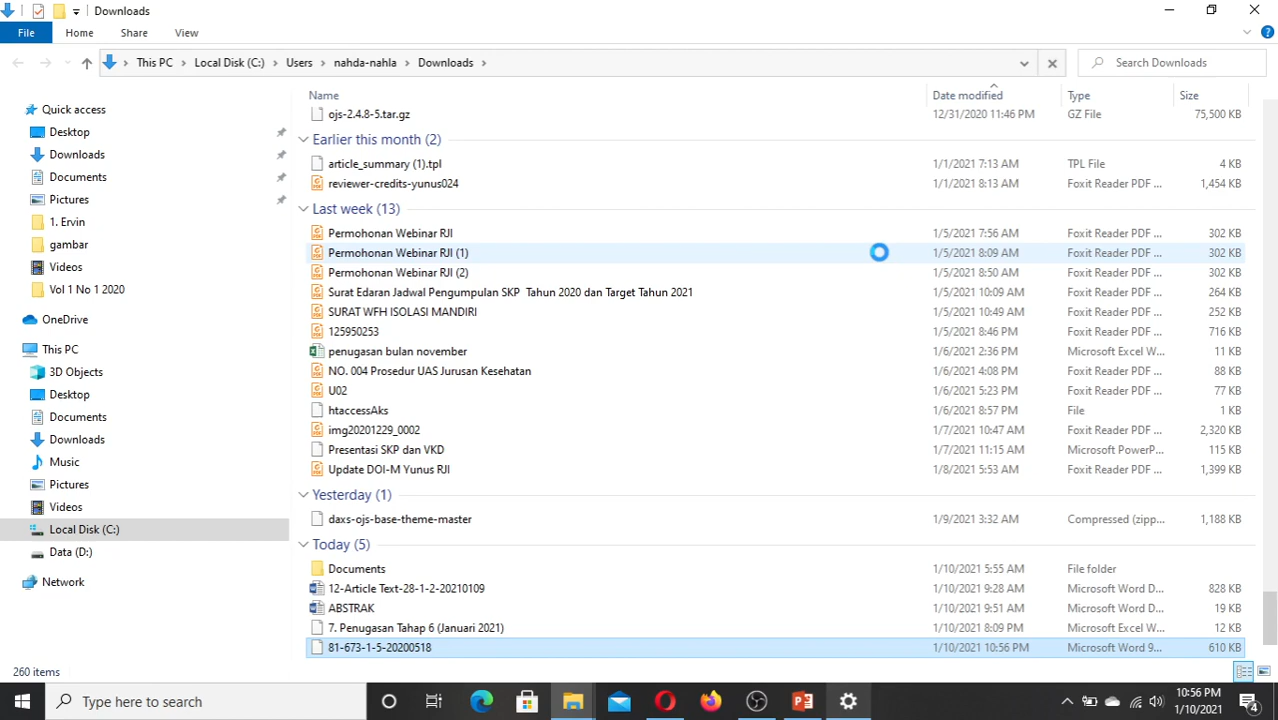 Downloads
File Home Share View
This PC Local Disk (C:) Users nahda-nahla Downloads
Search Downloads
Quick access
Desktop
Downloads
Documents
Pictures
1. Ervin
gambar
Videos
Vol 1 No 1 2020
OneDrive
This PC
3D Objects
Desktop
Documents
Downloads
Music
Pictures
Videos
Local Disk (C:)
Data (D:)
Network
Name Date modified Type Size
ojs-2.4.8-5.tar.gz 12/31/2020 11:46 PM GZ File 75,500 KB
Earlier this month (2)
article_summary (1).tpl 1/1/2021 7:13 AM TPL File 4 KB
reviewer-credits-yunus024 1/1/2021 8:13 AM Foxit Reader PDF ... 1,454 KB
Last week (13)
Permohonan Webinar RJI 1/5/2021 7:56 AM Foxit Reader PDF ... 302 KB
Permohonan Webinar RJI (1) 1/5/2021 8:09 AM Foxit Reader PDF ... 302 KB
Permohonan Webinar RJI (2) 1/5/2021 8:50 AM Foxit Reader PDF ... 302 KB
Surat Edaran Jadwal Pengumpulan SKP Tahun 2020 dan Target Tahun 2021 1/5/2021 10:09 AM Foxit Reader PDF ... 264 KB
SURAT WFH ISOLASI MANDIRI 1/5/2021 10:49 AM Foxit Reader PDF ... 252 KB
125950253 1/5/2021 8:46 PM Foxit Reader PDF ... 716 KB
penugasan bulan november 1/6/2021 2:36 PM Microsoft Excel W... 11 KB
NO. 004 Prosedur UAS Jurusan Kesehatan 1/6/2021 4:08 PM Foxit Reader PDF ... 88 KB
U02 1/6/2021 5:23 PM Foxit Reader PDF ... 77 KB
htaccessAks 1/6/2021 8:57 PM File 1 KB
img20201229_0002 1/7/2021 10:47 AM Foxit Reader PDF ... 2,320 KB
Presentasi SKP dan VKD 1/7/2021 11:15 AM Microsoft PowerP... 115 KB
Update DOI-M Yunus RJI 1/8/2021 5:53 AM Foxit Reader PDF ... 1,399 KB
Yesterday (1)
daxs-ojs-base-theme-master 1/9/2021 3:32 AM Compressed (zipp... 1,188 KB
Today (5)
Documents 1/10/2021 5:55 AM File folder
12-Article Text-28-1-2-20210109 1/10/2021 9:28 AM Microsoft Word D... 828 KB
ABSTRAK 1/10/2021 9:51 AM Microsoft Word D... 19 KB
7. Penugasan Tahap 6 (Januari 2021) 1/10/2021 8:09 PM Microsoft Excel W... 12 KB
81-673-1-5-20200518 1/10/2021 10:56 PM Microsoft Word 9... 610 KB
260 items
Type here to search
10:56 PM
1/10/2021
4